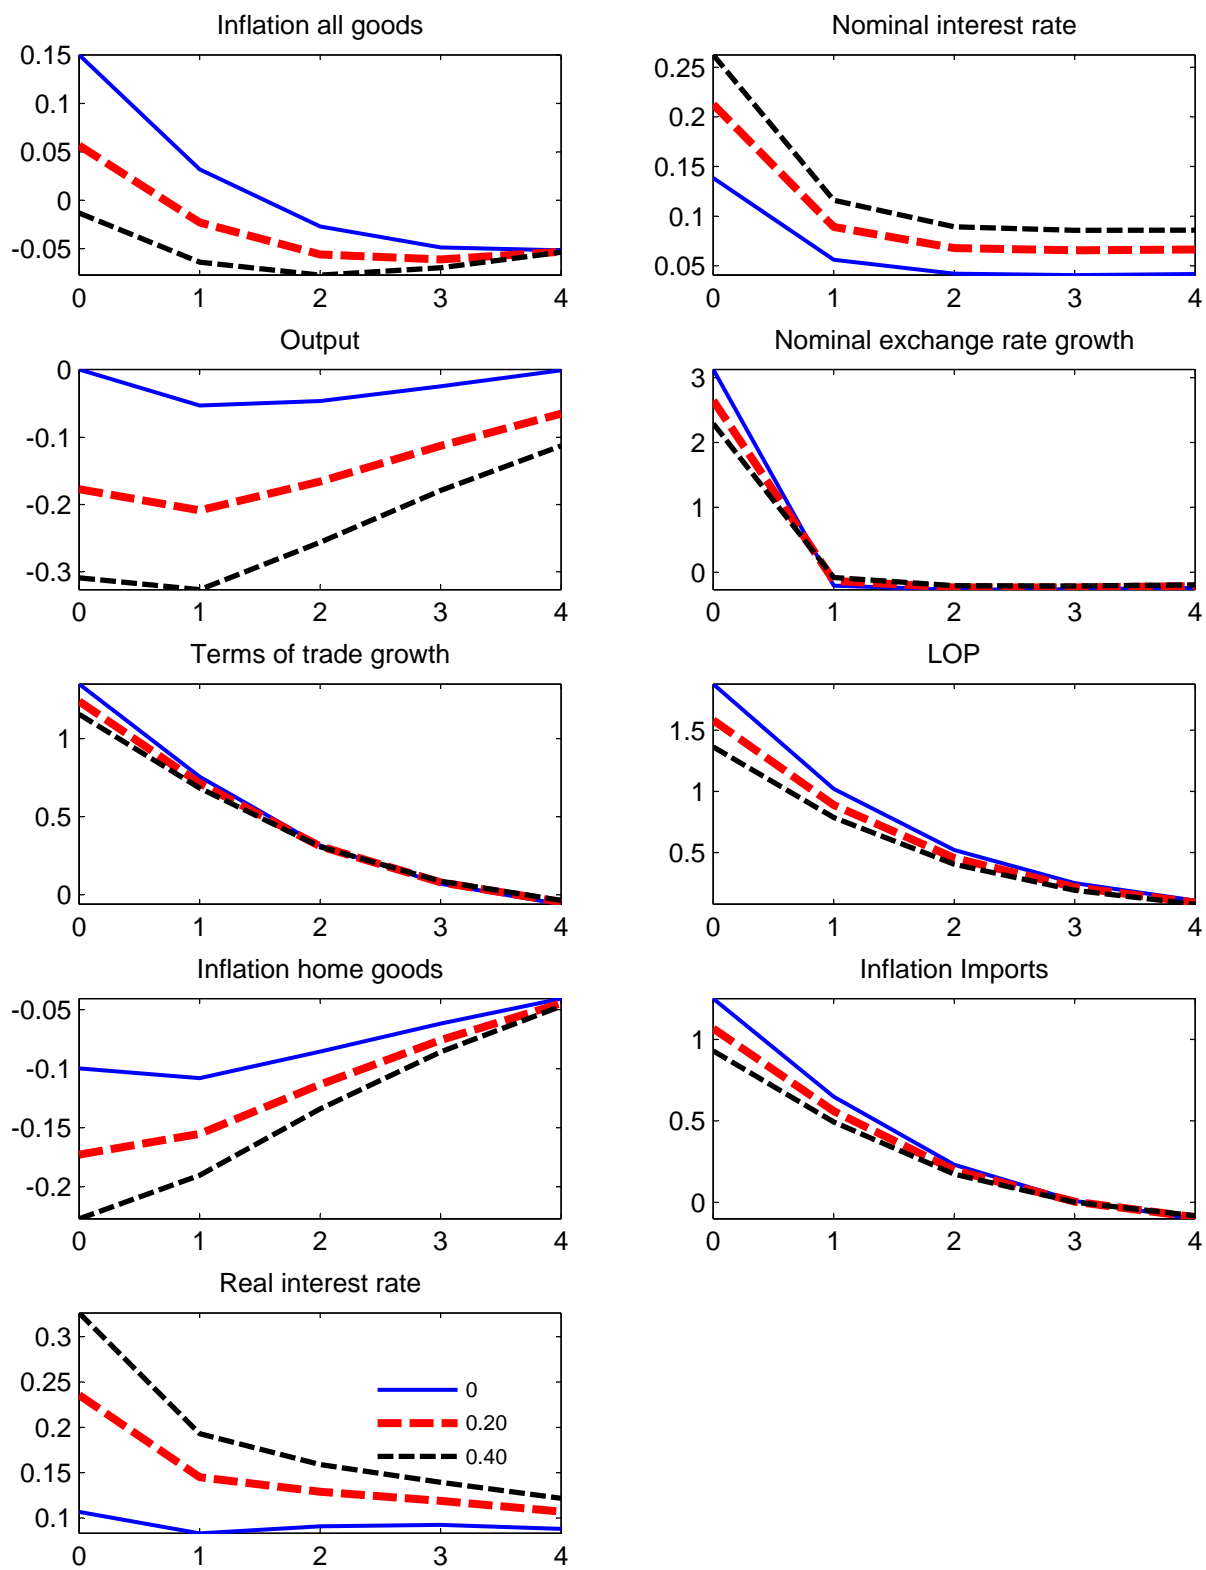 Inflation all goods
0.15
0.1
0.05
0
-0.05
0 1 2 3 4
Nominal interest rate
0.25
0.2
0.15
0.1
0.05
0 1 2 3 4
Output
0
-0.1
-0.2
-0.3
0 1 2 3 4
Nominal exchange rate growth
3
2
1
0
0 1 2 3 4
Terms of trade growth
1
0.5
0
0 1 2 3 4
LOP
1.5
1
0.5
0 1 2 3 4
Inflation home goods
-0.05
-0.1
-0.15
-0.2
0 1 2 3 4
Inflation Imports
1
0.5
0
0 1 2 3 4
Real interest rate
0.3
0.25
0.2
0.15
0.1
0 1 2 3 4
0
0.20
0.40